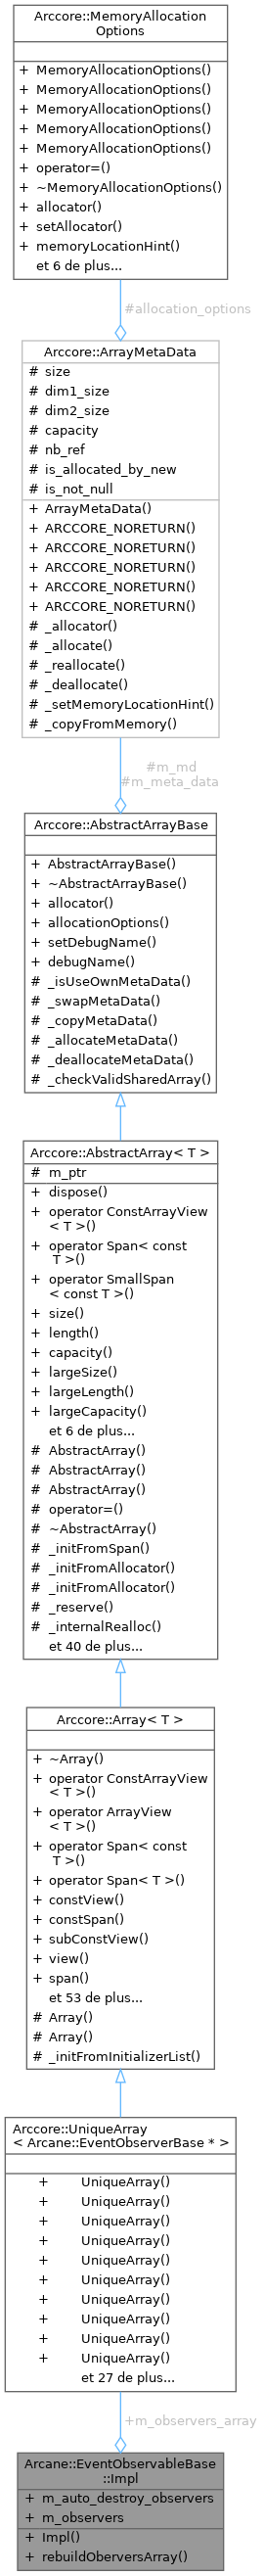 Arccore::MemoryAllocation
Options
+ MemoryAllocationOptions()
+ MemoryAllocationOptions()
+ MemoryAllocationOptions()
+ MemoryAllocationOptions()
+ MemoryAllocationOptions()
+ operator=()
+ ~MemoryAllocationOptions()
+ allocator()
+ setAllocator()
+ memoryLocationHint()
et 6 de plus...
#allocation_options
Arccore::ArrayMetaData
# size
# dim1_size
# dim2_size
# capacity
# nb_ref
# is_allocated_by_new
# is_not_null
+ ArrayMetaData()
+ ARCCORE_NORETURN()
+ ARCCORE_NORETURN()
+ ARCCORE_NORETURN()
+ ARCCORE_NORETURN()
+ ARCCORE_NORETURN()
# _allocator()
# _allocate()
# _reallocate()
# _deallocate()
# _setMemoryLocationHint()
# _copyFromMemory()
#m_md
#m_meta_data
Arccore::AbstractArrayBase
+ AbstractArrayBase()
+ ~AbstractArrayBase()
+ allocator()
+ allocationOptions()
+ setDebugName()
+ debugName()
# _isUseOwnMetaData()
# _swapMetaData()
# _copyMetaData()
# _allocateMetaData()
# _deallocateMetaData()
# _checkValidSharedArray()
Arccore::AbstractArray< T >
# m_ptr
+ dispose()
+ operator ConstArrayView
< T >()
+ operator Span< const
T >()
+ operator SmallSpan
< const T >()
+ size()
+ length()
+ capacity()
+ largeSize()
+ largeLength()
+ largeCapacity()
et 6 de plus...
# AbstractArray()
# AbstractArray()
# AbstractArray()
# operator=()
# ~AbstractArray()
# _initFromSpan()
# _initFromAllocator()
# _initFromAllocator()
# _reserve()
# _internalRealloc()
et 40 de plus...
Arccore::Array< T >
+ ~Array()
+ operator ConstArrayView
< T >()
+ operator ArrayView
< T >()
+ operator Span< const
T >()
+ operator Span< T >()
+ constView()
+ constSpan()
+ subConstView()
+ view()
+ span()
et 53 de plus...
# Array()
# Array()
# _initFromInitializerList()
Arccore::UniqueArray
< Arcane::EventObserverBase * >
+ UniqueArray()
+ UniqueArray()
+ UniqueArray()
+ UniqueArray()
+ UniqueArray()
+ UniqueArray()
+ UniqueArray()
+ UniqueArray()
+ UniqueArray()
+ UniqueArray()
et 27 de plus...
+m_observers_array
Arcane::EventObservableBase
::Impl
+ m_auto_destroy_observers
+ m_observers
+ Impl()
+ rebuildOberversArray()